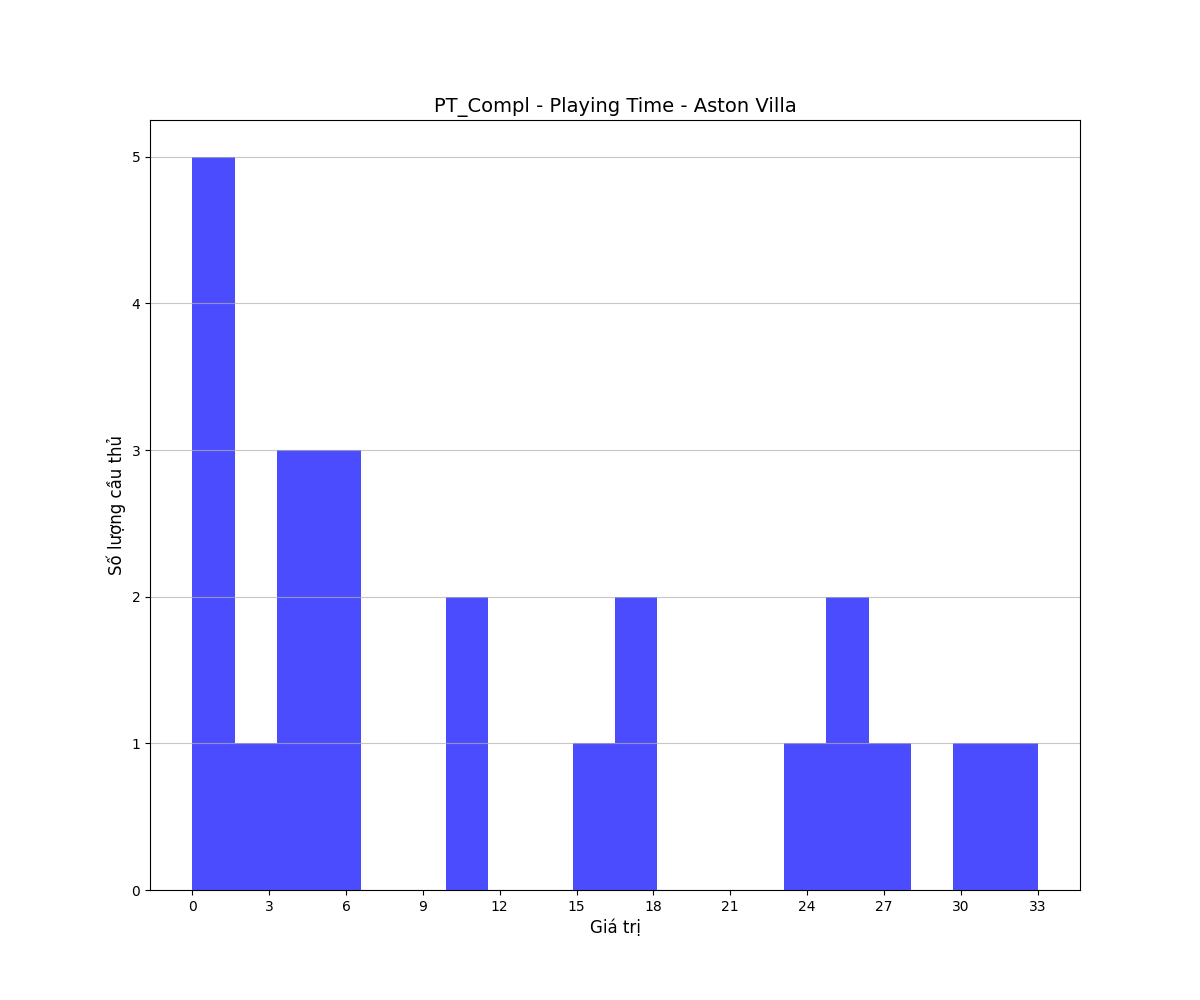 PT_Compl - Playing Time - Aston Villa
5
4
3
2
1
0
Số lượng cầu thủ
0 3 6 9 12 15 18 21 24 27 30 33
Giá trị